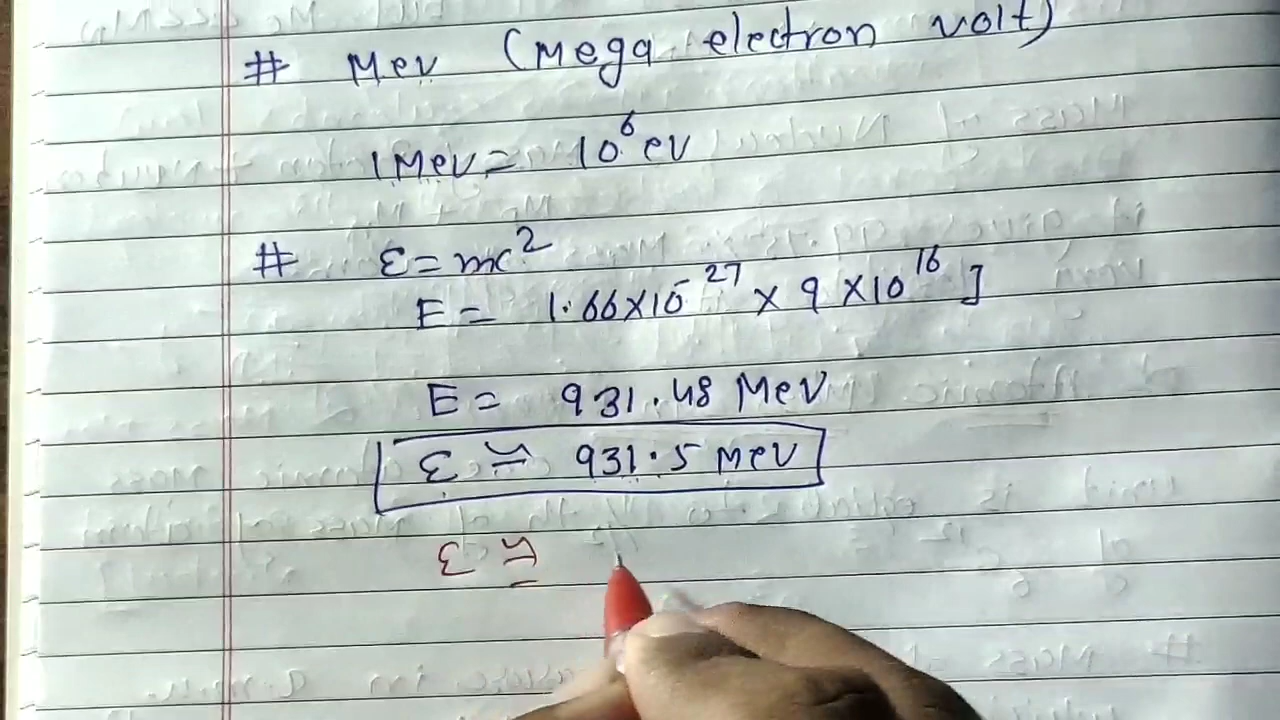 # Mev (Mega electron volt)
1Mev = 10⁶ ev
# ε = mc²
E = 1.66×10⁻²⁷ × 9 ×10¹⁶ J
E = 931.48 MeV
ε ≃ 931.5 Mev
ε ≃